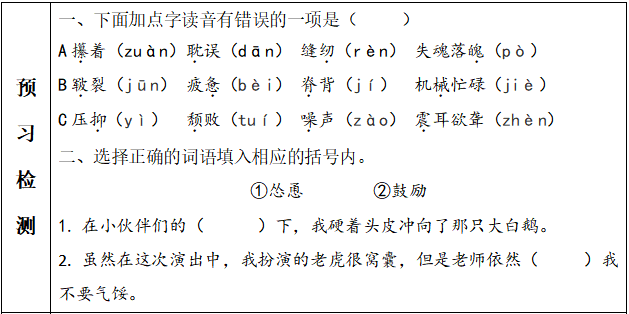 预习检测
一、下面加点字读音有错误的一项是（　　）
A 攥着（zuàn）耽误（dān） 缝纫（rèn） 失魂落魄（pò）
B 皲裂（jūn） 疲惫（bèi） 脊背（jí） 机械忙碌（jiè）
C 压抑（yì） 颓败（tuí） 噪声（zào） 震耳欲聋（zhèn）
二、选择正确的词语填入相应的括号内。
①怂恿　②鼓励
1. 在小伙伴们的（　　）下，我硬着头皮冲向了那只大白鹅。
2. 虽然在这次演出中，我扮演的老虎很窝囊，但是老师依然（　　）我
不要气馁。